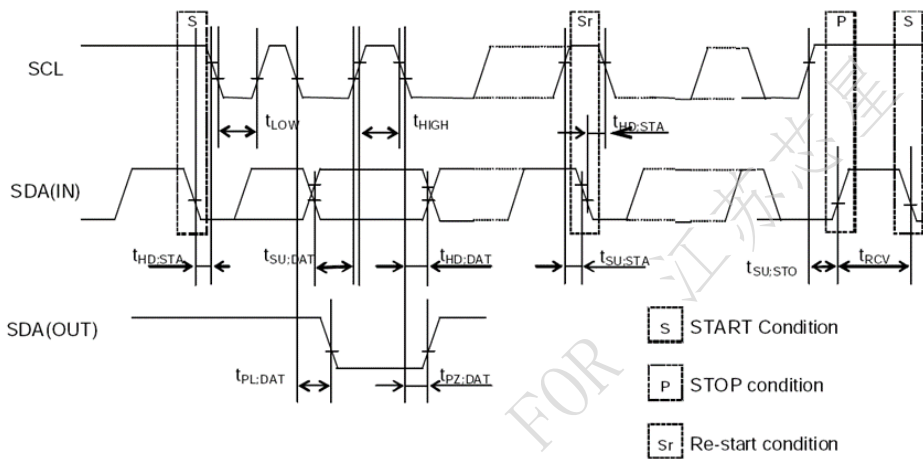 S
Sr
P
S
SCL
tLOW
tHIGH
tHD:STA
SDA(IN)
tHD:STA
tSU:DAT
tHD:DAT
tSU:STA
tSU:STO
tRCV
SDA(OUT)
tPL:DAT
tPZ:DAT
S START Condition
P STOP condition
Sr Re-start condition
FOR 江苏芯星